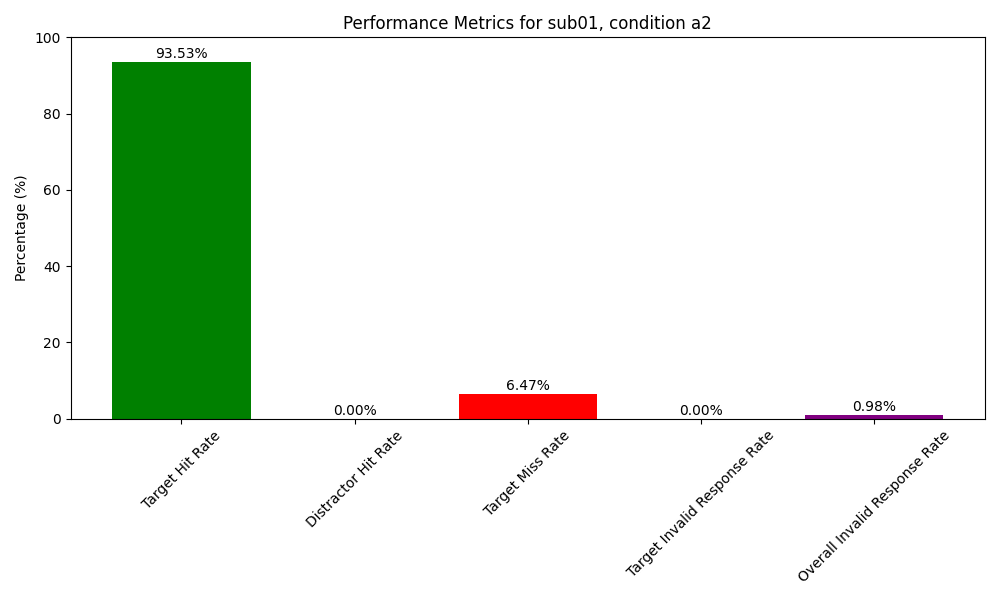 Performance Metrics for sub01, condition a2
Percentage (%)
100
80
60
40
20
0
93.53%
0.00%
6.47%
0.00%
0.98%
Target Hit Rate
Distractor Hit Rate
Target Miss Rate
Target Invalid Response Rate
Overall Invalid Response Rate